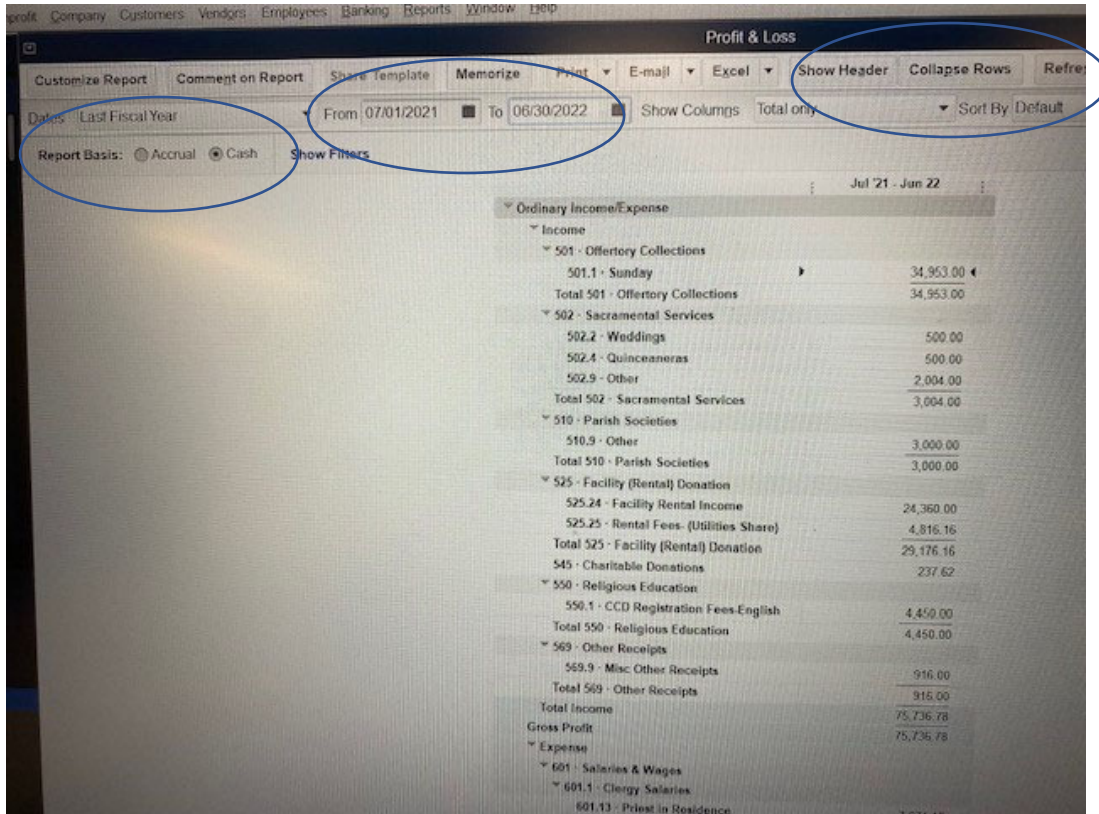 profit Company Customers Vendors Employees Banking Reports Window Help
Profit & Loss
Customize Report Comment on Report Share Template Memorize Print E-mail Excel Show Header Collapse Rows Refre
Dates Last Fiscal Year From 07/01/2021 To 06/30/2022 Show Columns Total only Sort By Default
Report Basis: Accrual Cash Show Filters
Jul '21 - Jun 22
Ordinary Income/Expense
Income
501 · Offertory Collections
501.1 · Sunday 34,953.00
Total 501 · Offertory Collections 34,953.00
502 · Sacramental Services
502.2 · Weddings 500.00
502.4 · Quinceaneras 500.00
502.9 · Other 2,004.00
Total 502 · Sacramental Services 3,004.00
510 · Parish Societies
510.9 · Other 3,000.00
Total 510 · Parish Societies 3,000.00
525 · Facility (Rental) Donation
525.24 · Facility Rental Income 24,360.00
525.25 · Rental Fees- (Utilities Share) 4,816.16
Total 525 · Facility (Rental) Donation 29,176.16
545 · Charitable Donations 237.62
550 · Religious Education
550.1 · CCD Registration Fees-English 4,450.00
Total 550 · Religious Education 4,450.00
569 · Other Receipts
569.9 · Misc Other Receipts 916.00
Total 569 · Other Receipts 916.00
Total Income 75,736.78
Gross Profit 75,736.78
Expense
601 · Salaries & Wages
601.1 · Clergy Salaries
601.13 · Priest in Residence